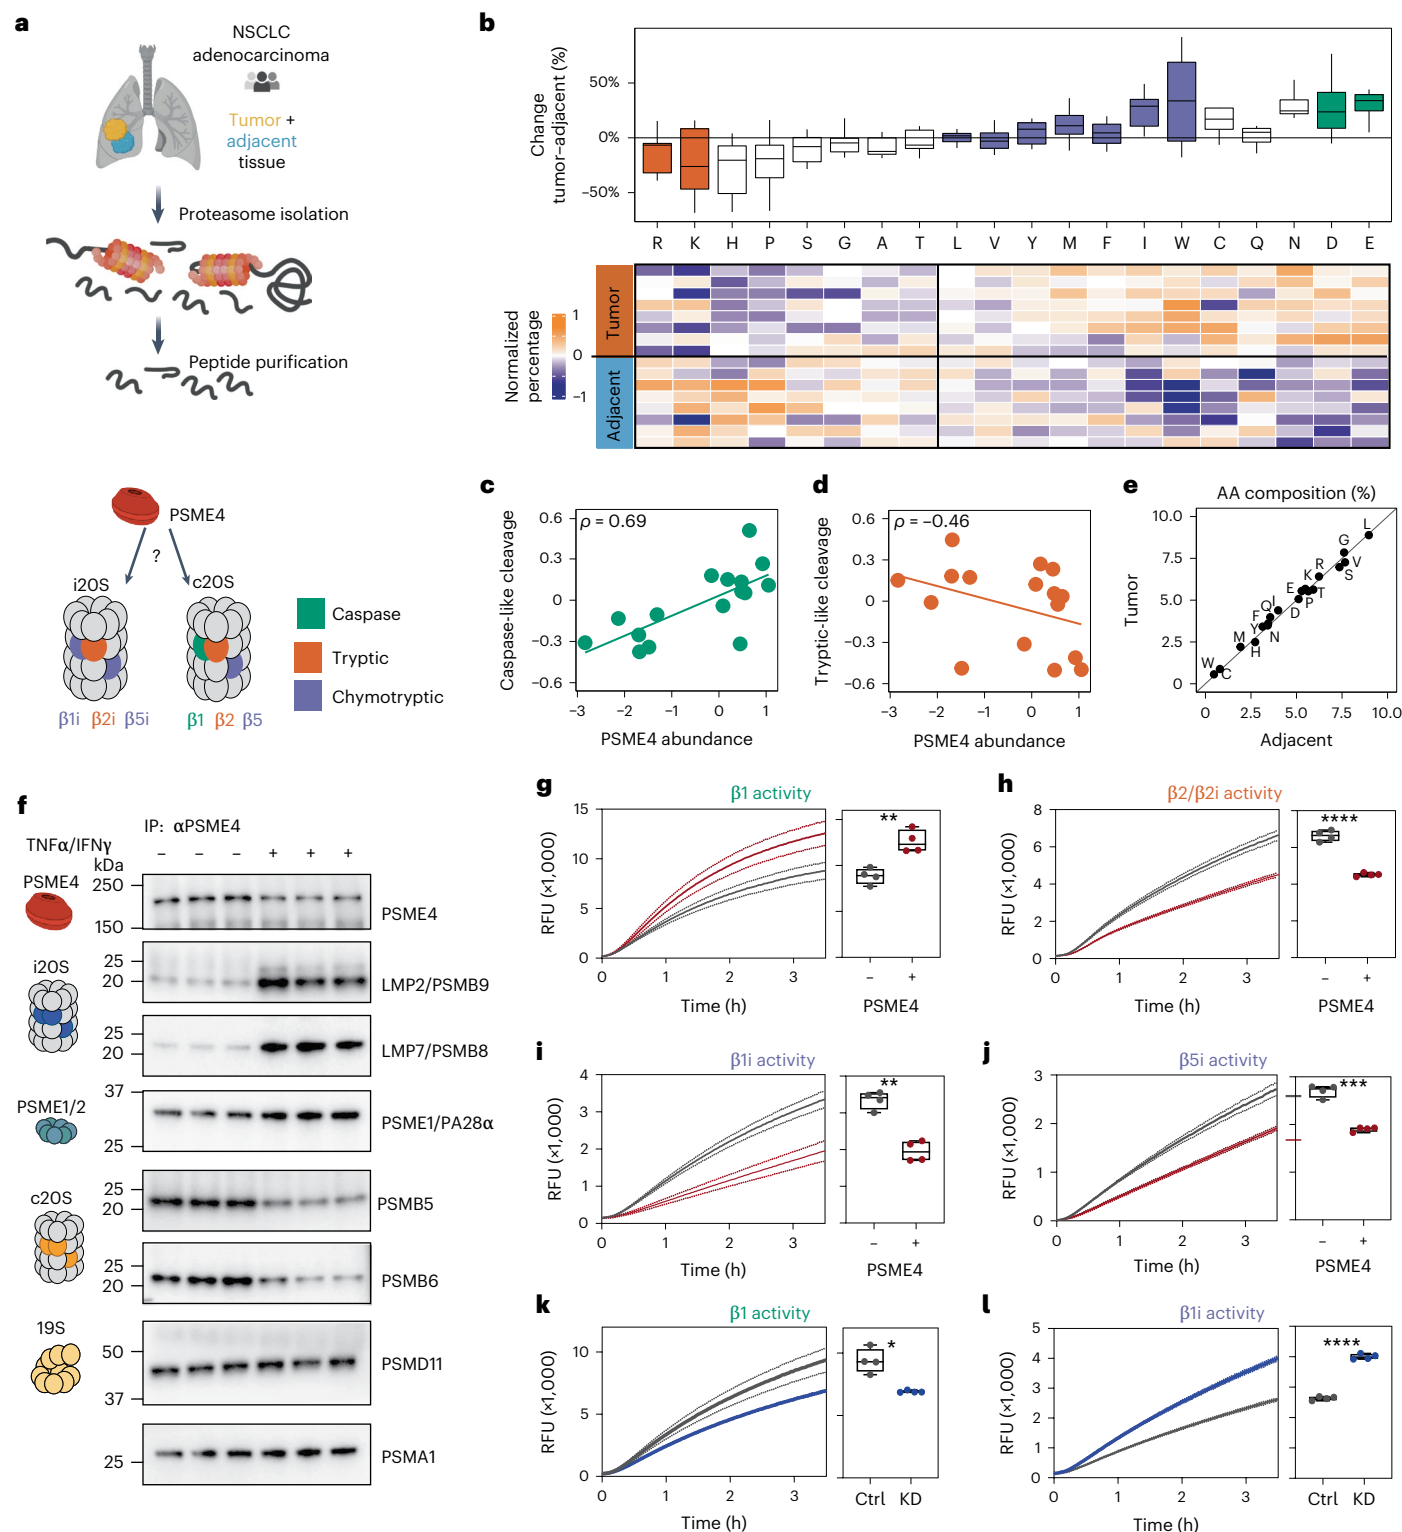 a
NSCLC
adenocarcinoma
Tumor +
adjacent
tissue
Proteasome isolation
Peptide purification
PSME4
?
i20S
c20S
β1i β2i β5i
β1 β2 β5
Caspase
Tryptic
Chymotryptic
b
Change
tumor–adjacent (%)
50%
0%
–50%
R K H P S G A T L V Y M F I W C Q N D E
Normalized
percentage
1
0
–1
Tumor
Adjacent
c
Caspase-like cleavage
ρ = 0.69
0.6
0.3
0
–0.3
–0.6
–3 –2 –1 0 1
PSME4 abundance
d
Tryptic-like cleavage
ρ = –0.46
0.6
0.3
0
–0.3
–0.6
–3 –2 –1 0 1
PSME4 abundance
e
AA composition (%)
Tumor
10.0
7.5
5.0
2.5
0
L
G
V
S
R
K
T
E
P
D
I
Q
F
N
Y
H
M
W
C
0 2.5 5.0 7.5 10.0
Adjacent
f
IP: αPSME4
TNFα/IFNγ – – – + + +
kDa
PSME4
250
150
PSME4
i20S
25
20
LMP2/PSMB9
25
20
LMP7/PSMB8
PSME1/2
37
25
PSME1/PA28α
c20S
25
20
PSMB5
25
20
PSMB6
19S
50
37
PSMD11
25
PSMA1
g
β1 activity
RFU (×1,000)
15
10
5
0
0 1 2 3
Time (h)
**
– +
PSME4
h
β2/β2i activity
RFU (×1,000)
8
6
4
2
0
0 1 2 3
Time (h)
****
– +
PSME4
i
β1i activity
RFU (×1,000)
4
3
2
1
0
0 1 2 3
Time (h)
**
– +
PSME4
j
β5i activity
RFU (×1,000)
3
2
1
0
0 1 2 3
Time (h)
***
– +
PSME4
k
β1 activity
RFU (×1,000)
10
5
0
0 1 2 3
Time (h)
*
Ctrl KD
l
β1i activity
RFU (×1,000)
5
4
3
2
1
0
0 1 2 3
Time (h)
****
Ctrl KD